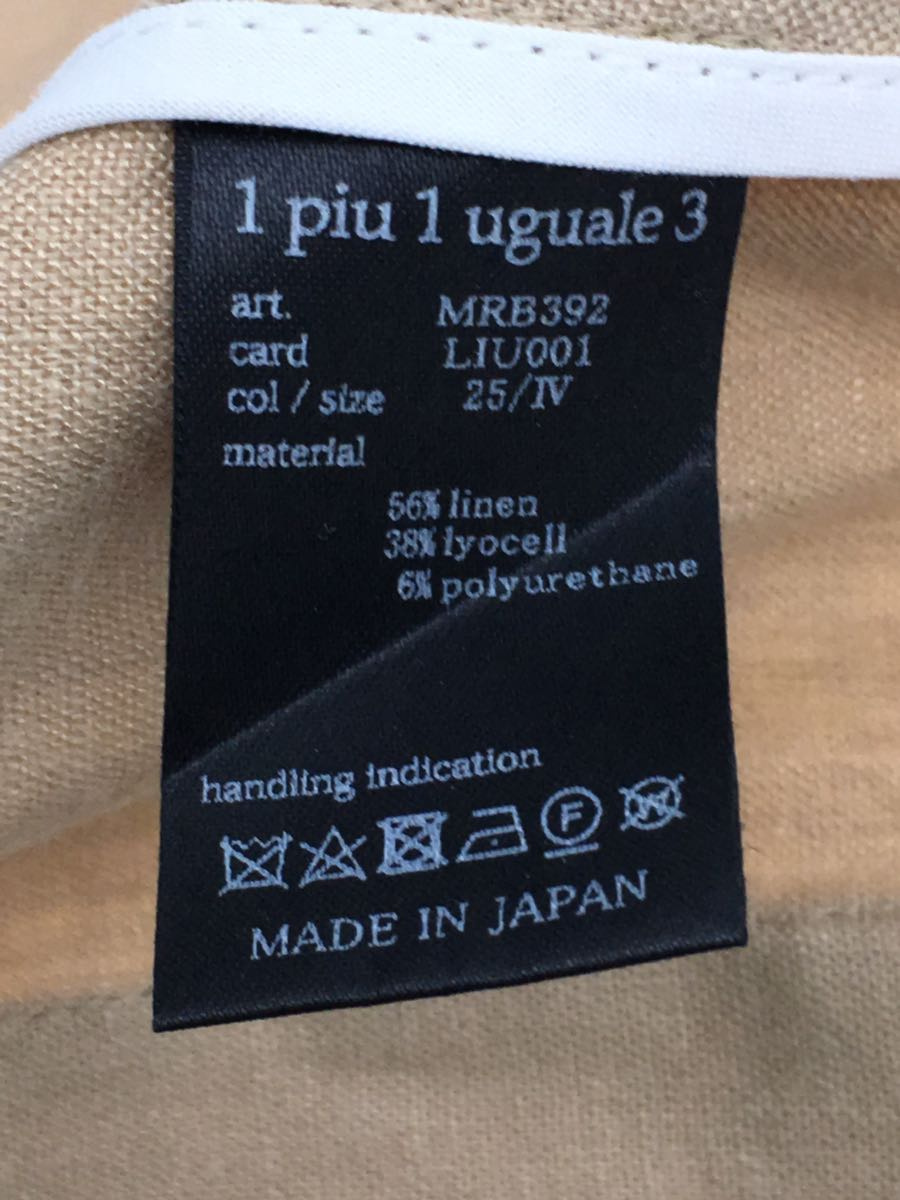 1 piu 1 uguale 3
art. MRB392
card LIU001
col / size 25/IV
material
56% linen
38% lyocell
6% polyurethane
handling indication
F W
MADE IN JAPAN